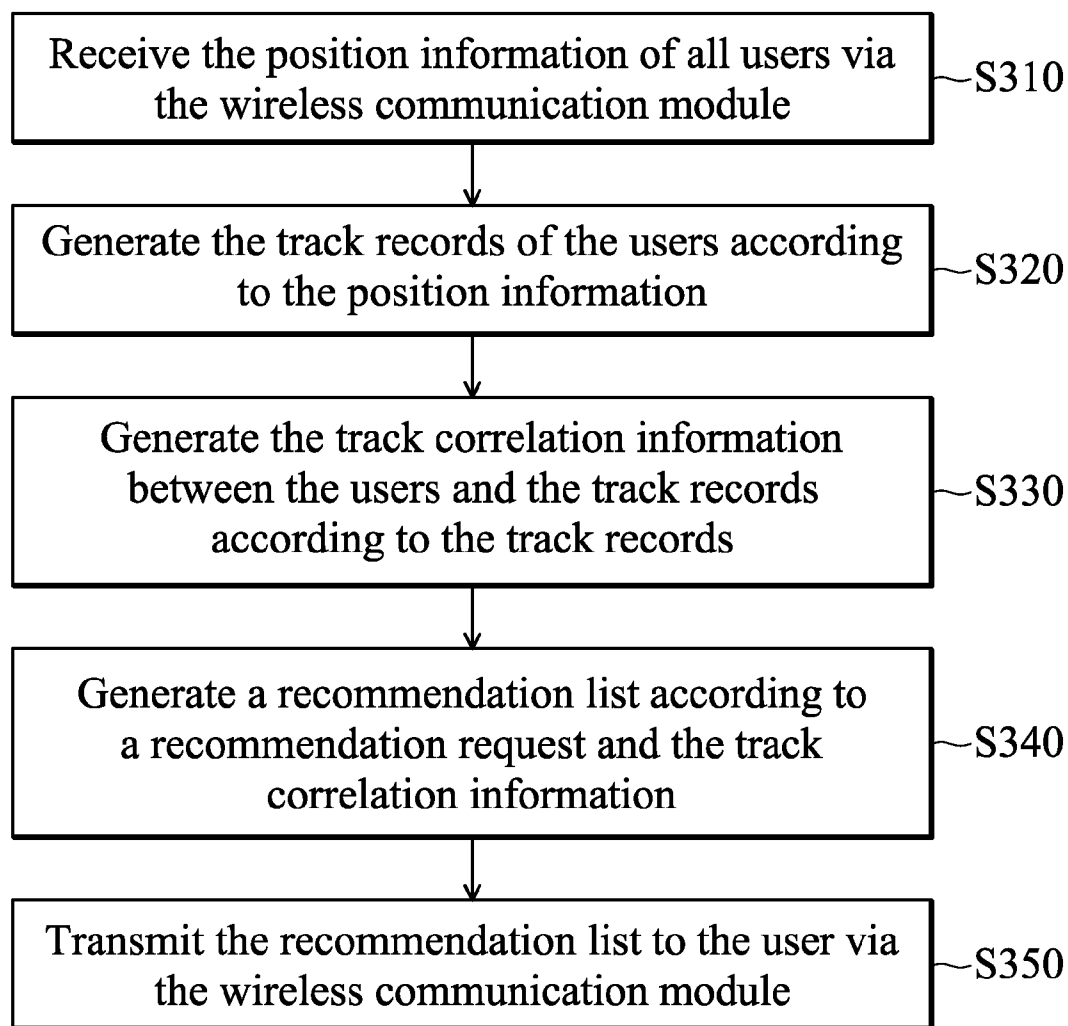 Receive the position information of all users via
the wireless communication module
S310
Generate the track records of the users according
to the position information
S320
Generate the track correlation information
between the users and the track records
according to the track records
S330
Generate a recommendation list according to
a recommendation request and the track
correlation information
S340
Transmit the recommendation list to the user via
the wireless communication module
S350